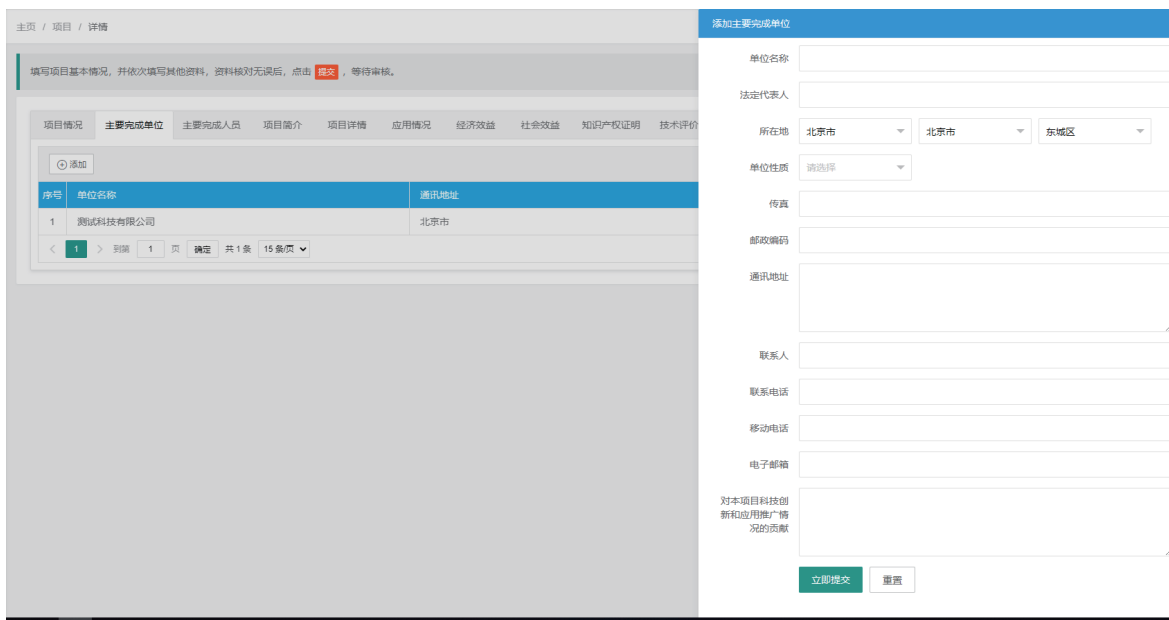 主页 / 项目 / 详情
填写项目基本情况，并依次填写其他资料，资料核对无误后，点击 提交 ，等待审核。
项目情况 主要完成单位 主要完成人员 项目简介 项目详情 应用情况 经济效益 社会效益 知识产权证明 技术评价
添加
序号 单位名称 通讯地址
1 测试科技有限公司 北京市
< 1 > 到第 1 页 确定 共 1 条 15 条/页
添加主要完成单位
单位名称
法定代表人
所在地 北京市 北京市 东城区
单位性质 请选择
传真
邮政编码
通讯地址
联系人
联系电话
移动电话
电子邮箱
对本项目科技创
新和应用推广情
况的贡献
立即提交 重置